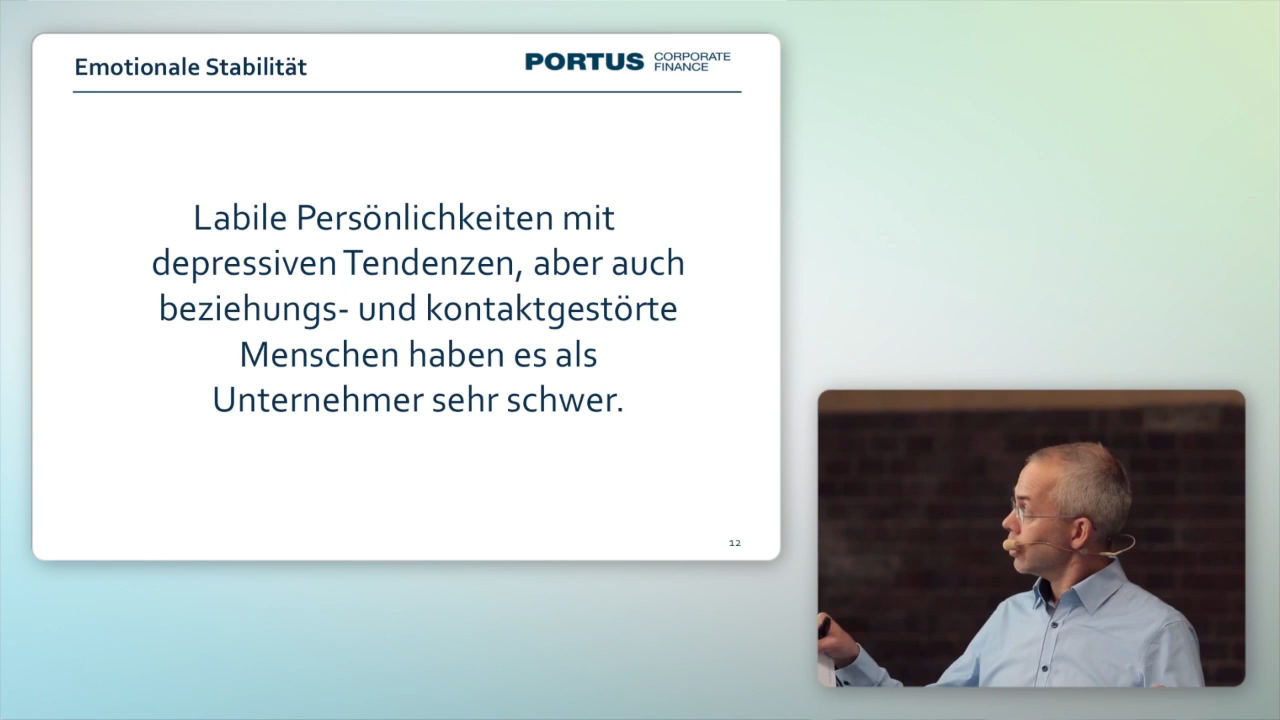 Emotionale Stabilität
PORTUS CORPORATE
FINANCE
Labile Persönlichkeiten mit
depressiven Tendenzen, aber auch
beziehungs- und kontaktgestörte
Menschen haben es als
Unternehmer sehr schwer.
12